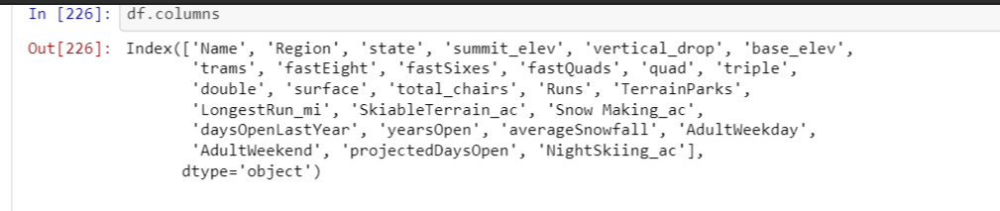 In [226]: df.columns
Out[226]: Index(['Name', 'Region', 'state', 'summit_elev', 'vertical_drop', 'base_elev',
'trams', 'fastEight', 'fastSixes', 'fastQuads', 'quad', 'triple',
'double', 'surface', 'total_chairs', 'Runs', 'TerrainParks',
'LongestRun_mi', 'SkiableTerrain_ac', 'Snow Making_ac',
'daysOpenLastYear', 'yearsOpen', 'averageSnowfall', 'AdultWeekday',
'AdultWeekend', 'projectedDaysOpen', 'NightSkiing_ac'],
dtype='object')